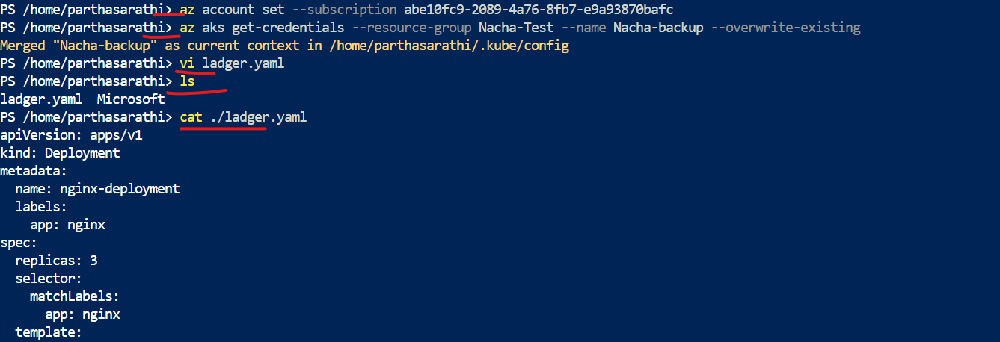 PS /home/parthasarathi> az account set --subscription abe10fc9-2089-4a76-8fb7-e9a93870bafc
PS /home/parthasarathi> az aks get-credentials --resource-group Nacha-Test --name Nacha-backup --overwrite-existing
Merged "Nacha-backup" as current context in /home/parthasarathi/.kube/config
PS /home/parthasarathi> vi ladger.yaml
PS /home/parthasarathi> ls
ladger.yaml  Microsoft
PS /home/parthasarathi> cat ./ladger.yaml
apiVersion: apps/v1
kind: Deployment
metadata:
  name: nginx-deployment
  labels:
    app: nginx
spec:
  replicas: 3
  selector:
    matchLabels:
      app: nginx
  template: